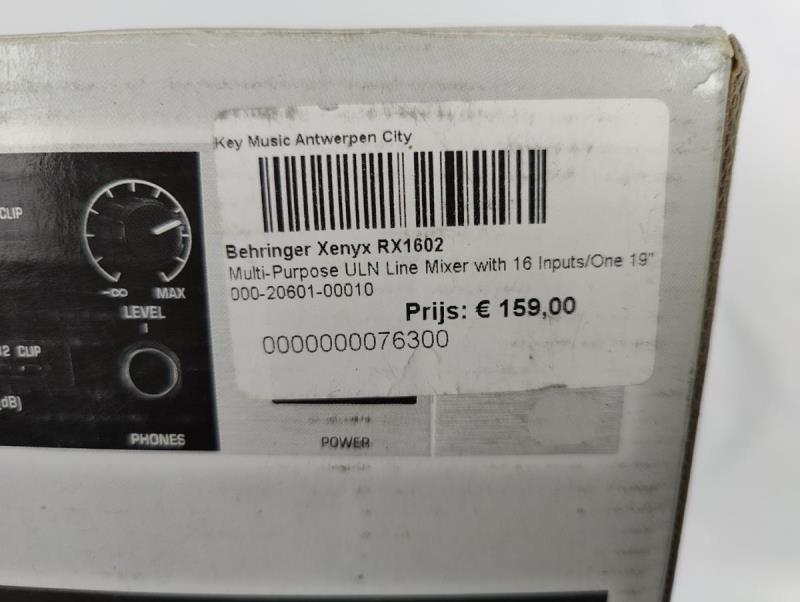 Key Music Antwerpen City
Behringer Xenyx RX1602
Multi-Purpose ULN Line Mixer with 16 Inputs/One 19"
000-20601-00010
Prijs: € 159,00
0000000076300
CLIP
-∞ MAX
LEVEL
12 CLIP
(dB)
PHONES
POWER